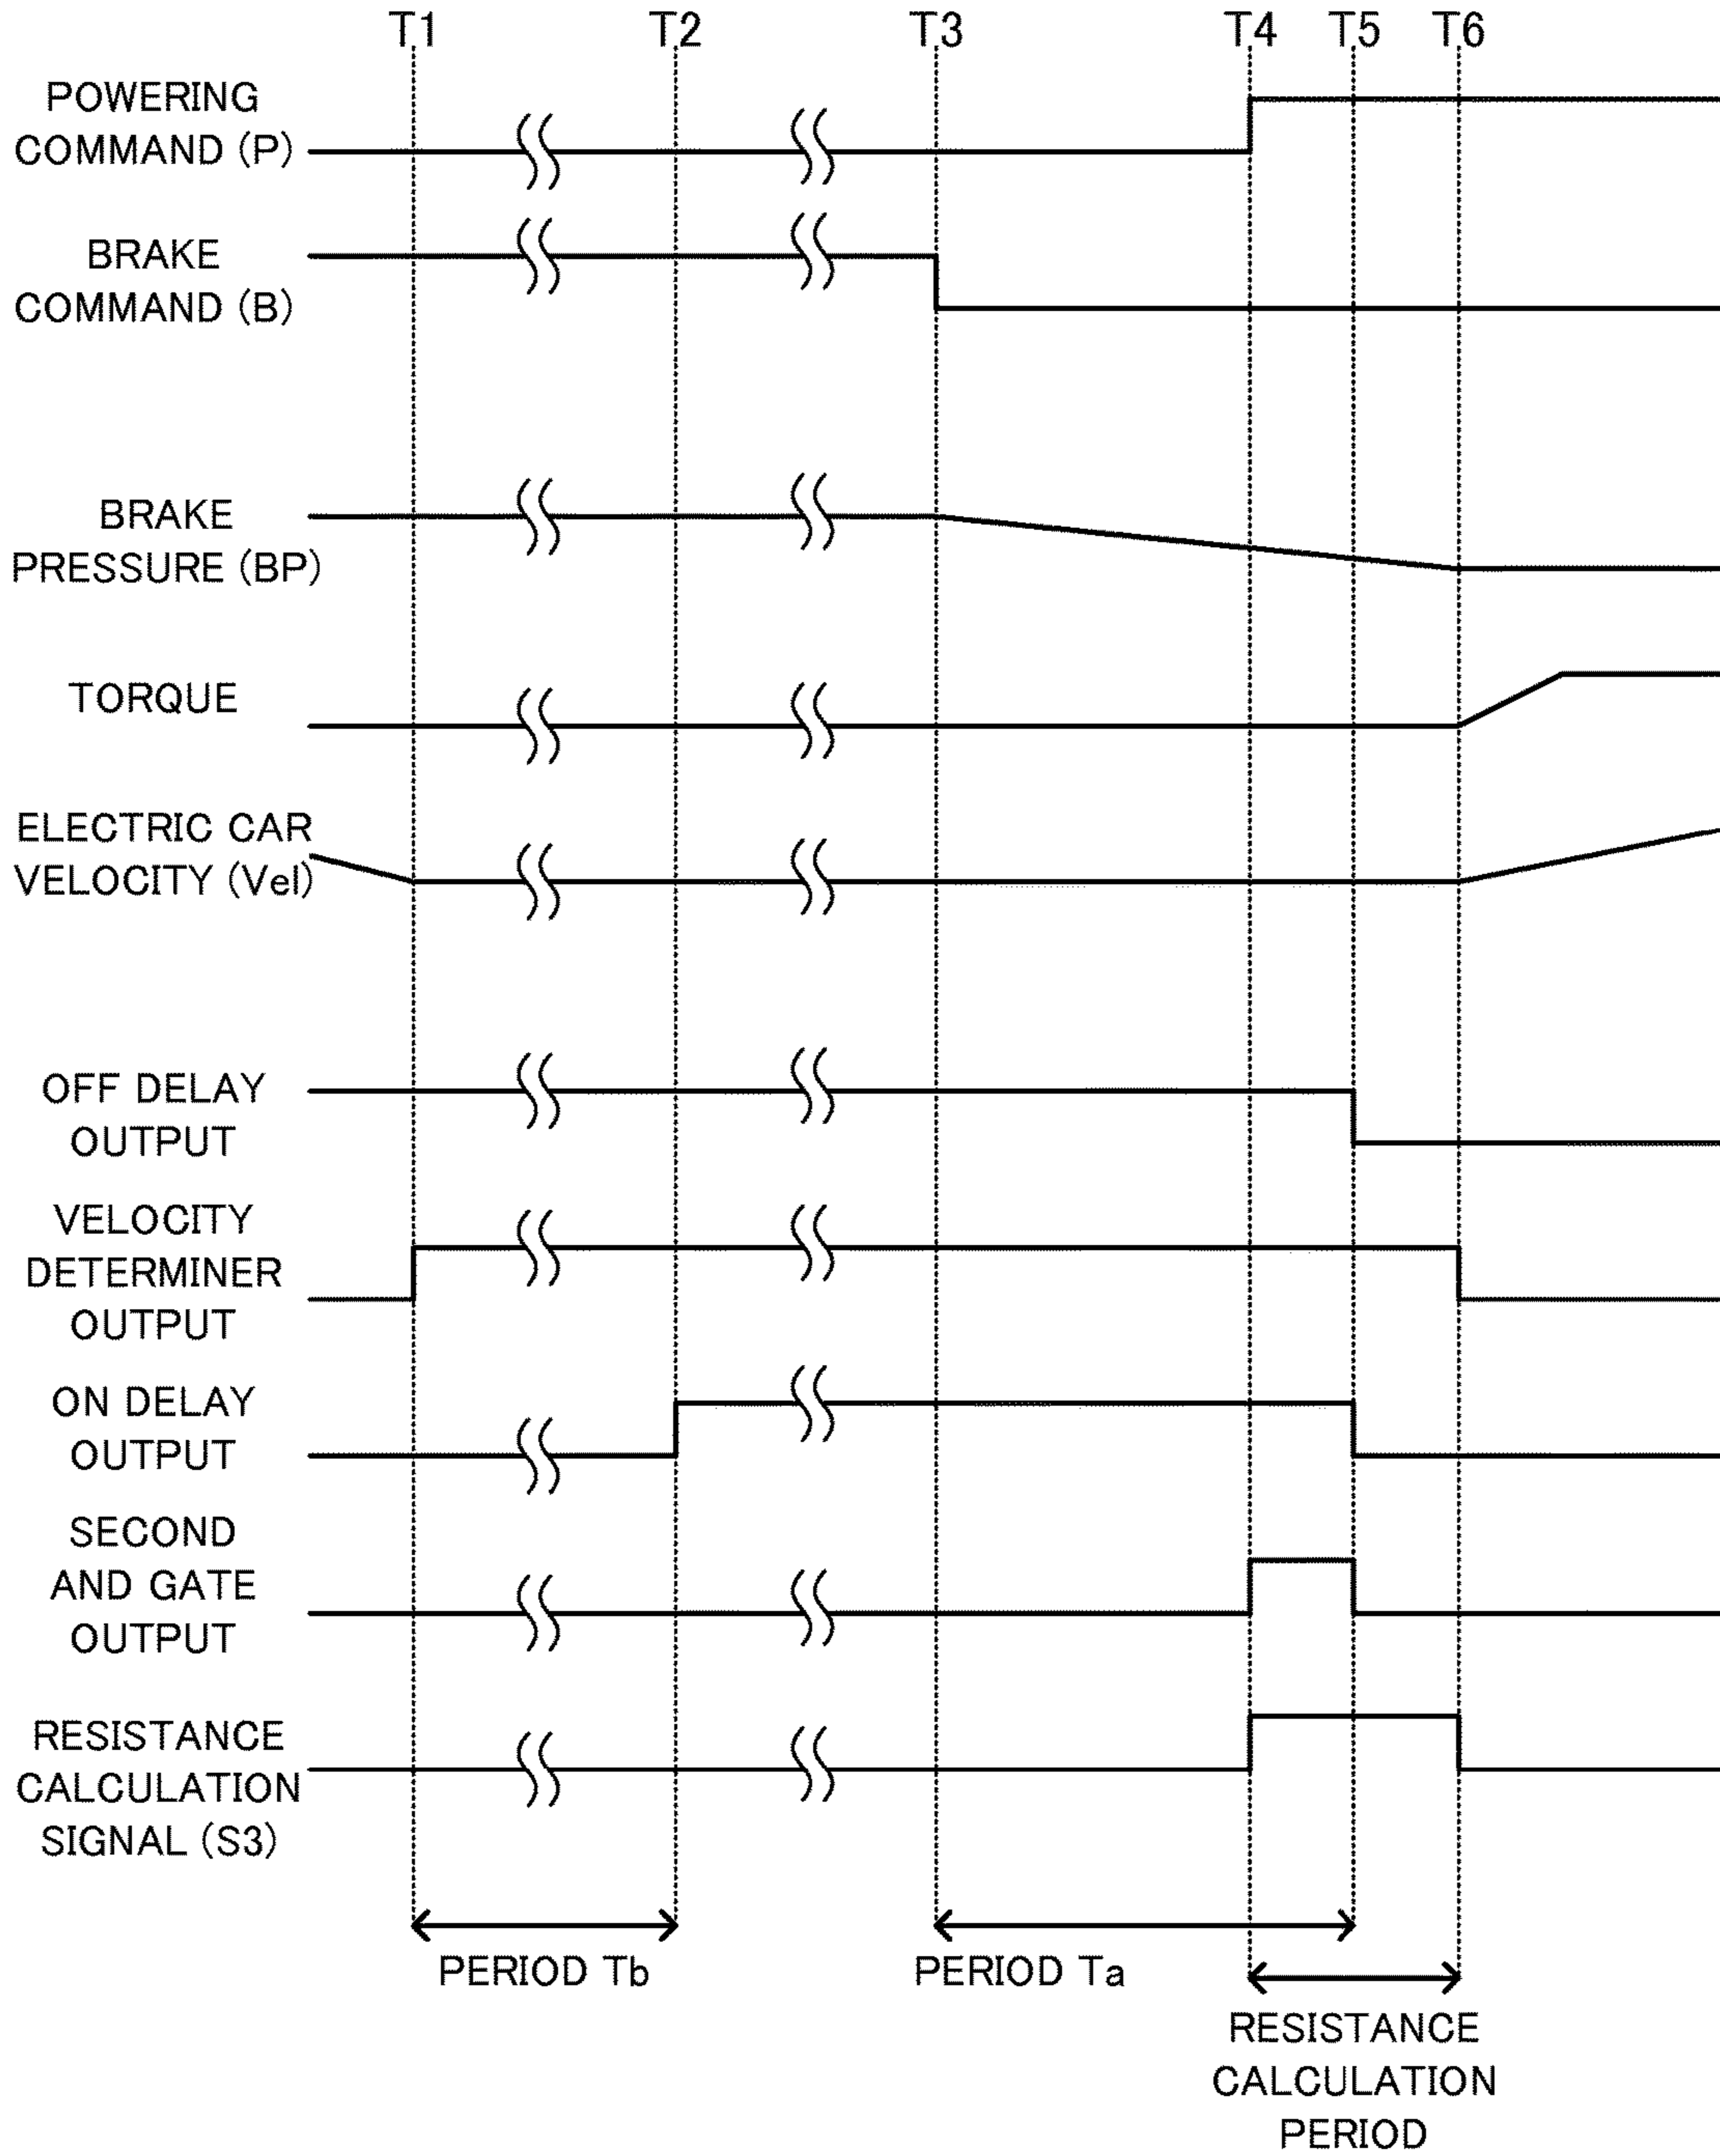 T1 T2 T3 T4 T5 T6
POWERING
COMMAND (P)
BRAKE
COMMAND (B)
BRAKE
PRESSURE (BP)
TORQUE
ELECTRIC CAR
VELOCITY (Vel)
OFF DELAY
OUTPUT
VELOCITY
DETERMINER
OUTPUT
ON DELAY
OUTPUT
SECOND
AND GATE
OUTPUT
RESISTANCE
CALCULATION
SIGNAL (S3)
PERIOD Tb
PERIOD Ta
RESISTANCE
CALCULATION
PERIOD